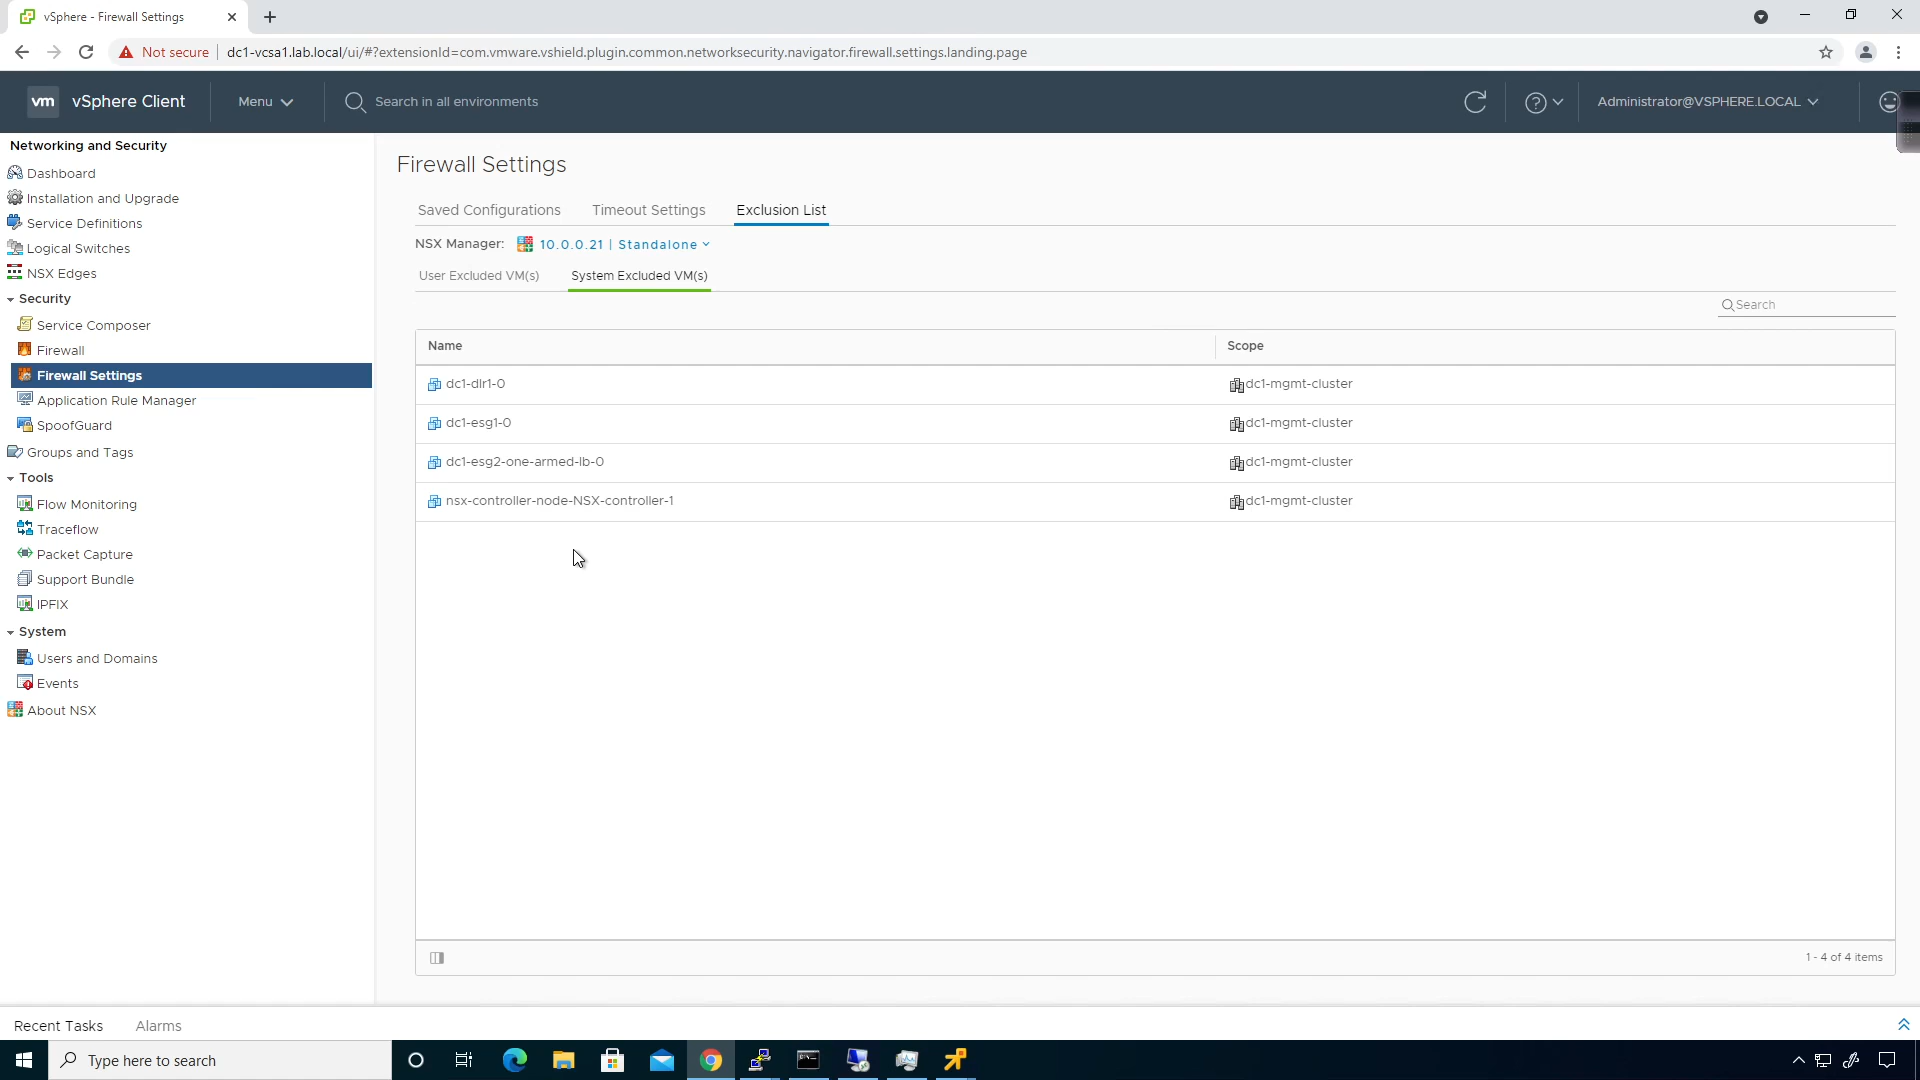 vSphere - Firewall Settings
Not secure
dc1-vcsa1.lab.local/ui/#?extensionId=com.vmware.vshield.plugin.common.networksecurity.navigator.firewall.settings.landing.page
vm vSphere Client
Menu
Search in all environments
Administrator@VSPHERE.LOCAL
Networking and Security
Dashboard
Installation and Upgrade
Service Definitions
Logical Switches
NSX Edges
Security
Service Composer
Firewall
Firewall Settings
Application Rule Manager
SpoofGuard
Groups and Tags
Tools
Flow Monitoring
Traceflow
Packet Capture
Support Bundle
IPFIX
System
Users and Domains
Events
About NSX
Firewall Settings
Saved Configurations
Timeout Settings
Exclusion List
NSX Manager: 10.0.0.21 | Standalone
User Excluded VM(s)
System Excluded VM(s)
Search
Name
Scope
dc1-dlr1-0
dc1-mgmt-cluster
dc1-esg1-0
dc1-mgmt-cluster
dc1-esg2-one-armed-lb-0
dc1-mgmt-cluster
nsx-controller-node-NSX-controller-1
dc1-mgmt-cluster
1 - 4 of 4 items
Recent Tasks
Alarms
Type here to search